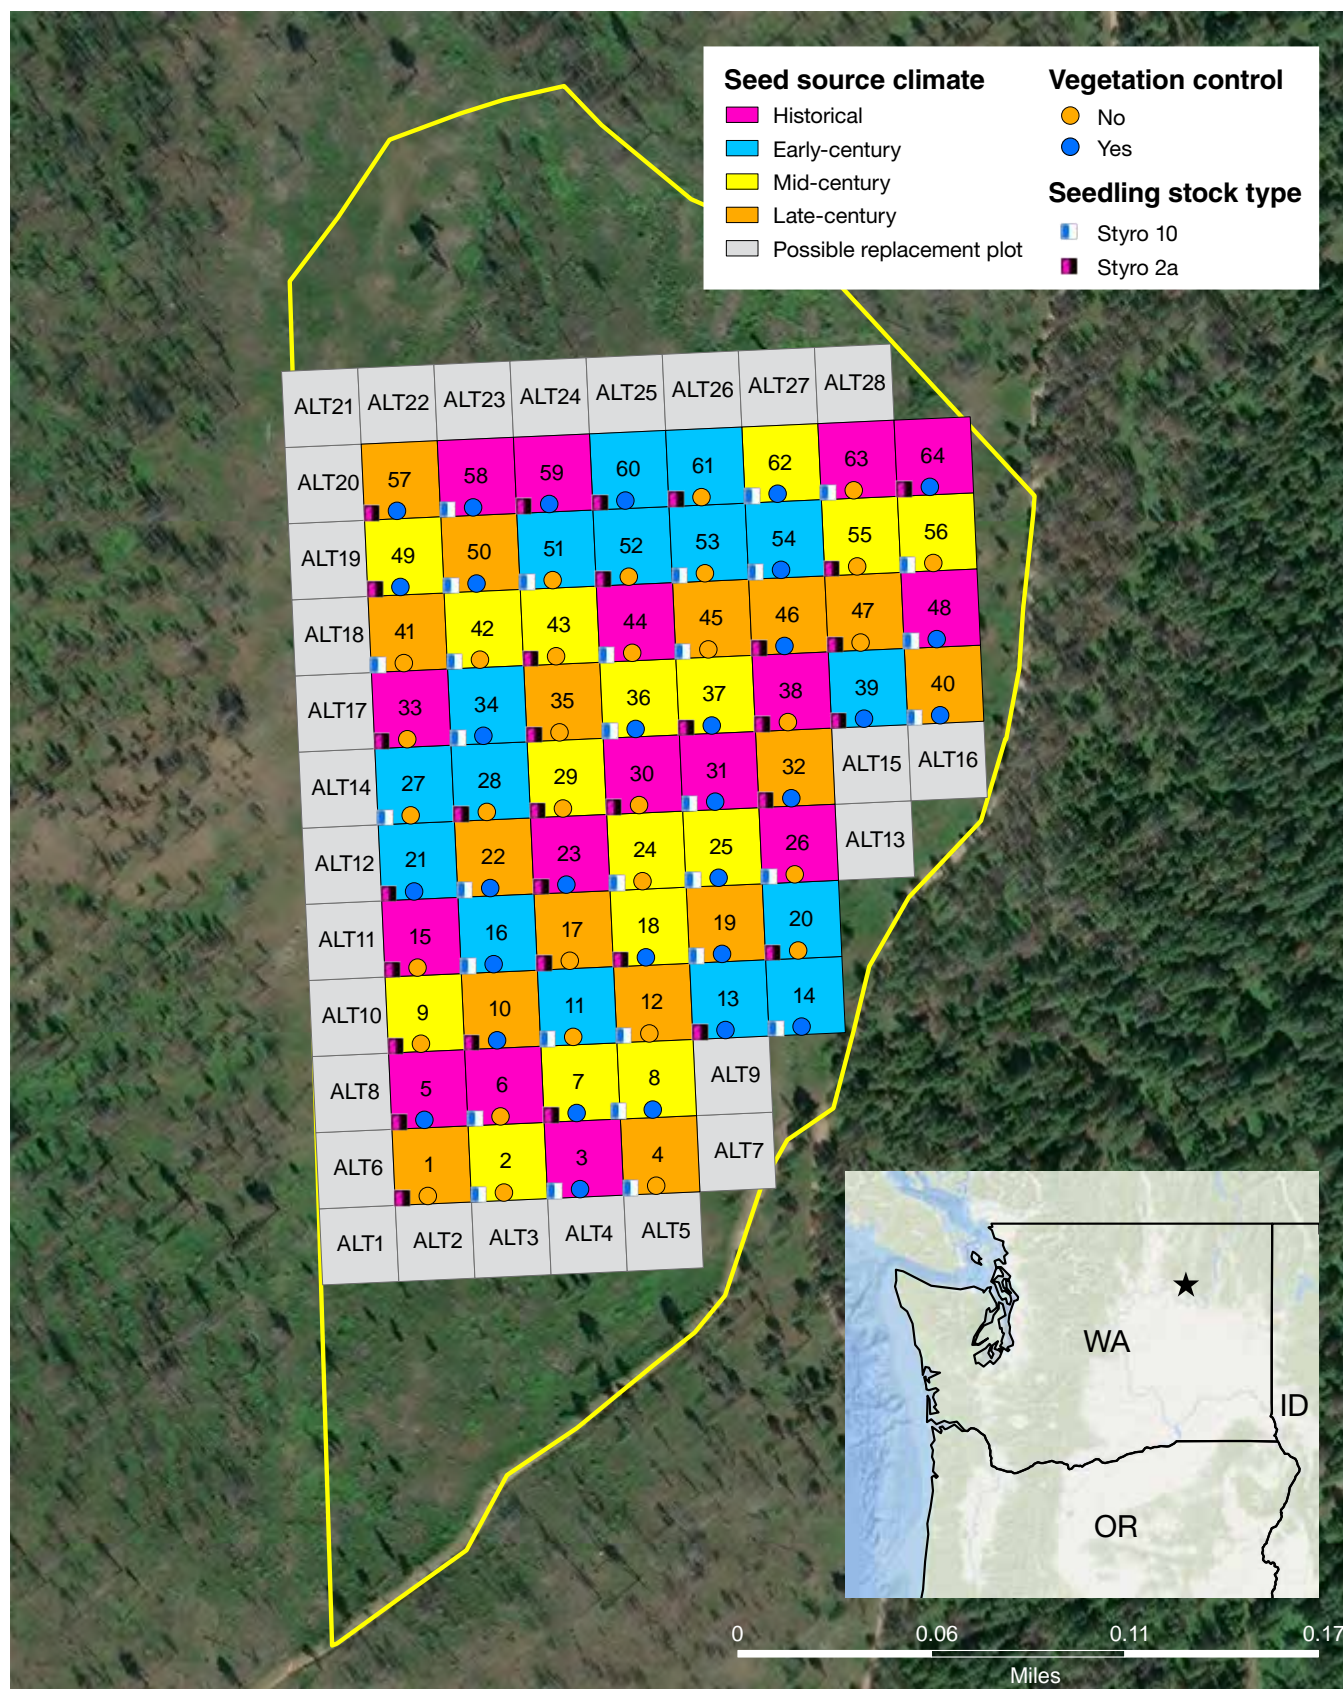 Seed source climate
Historical
Early-century
Mid-century
Late-century
Possible replacement plot
Vegetation control
No
Yes
Seedling stock type
Styro 10
Styro 2a
ALT21 ALT22 ALT23 ALT24 ALT25 ALT26 ALT27 ALT28
ALT20 57 58 59 60 61 62 63 64
ALT19 49 50 51 52 53 54 55 56
ALT18 41 42 43 44 45 46 47 48
ALT17 33 34 35 36 37 38 39 40
ALT14 27 28 29 30 31 32 ALT15 ALT16
ALT12 21 22 23 24 25 26 ALT13
ALT11 15 16 17 18 19 20
ALT10 9 10 11 12 13 14
ALT8 5 6 7 8 ALT9
ALT6 1 2 3 4 ALT7
ALT1 ALT2 ALT3 ALT4 ALT5
WA
ID
OR
0 0.06 0.11 0.17
Miles